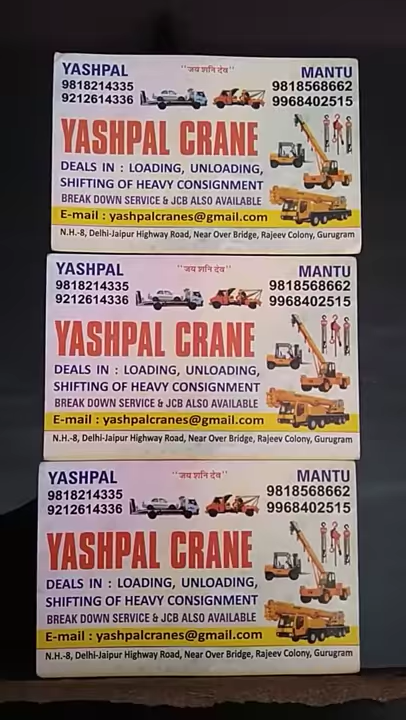 YASHPAL "जय शनि देव" MANTU
9818214335 9818568662
9212614336 9968402515
YASHPAL CRANE
DEALS IN : LOADING, UNLOADING,
SHIFTING OF HEAVY CONSIGNMENT
BREAK DOWN SERVICE & JCB ALSO AVAILABLE
E-mail : yashpalcranes@gmail.com
N.H.-8, Delhi-Jaipur Highway Road, Near Over Bridge, Rajeev Colony, Gurugram
YASHPAL "जय शनि देव" MANTU
9818214335 9818568662
9212614336 9968402515
YASHPAL CRANE
DEALS IN : LOADING, UNLOADING,
SHIFTING OF HEAVY CONSIGNMENT
BREAK DOWN SERVICE & JCB ALSO AVAILABLE
E-mail : yashpalcranes@gmail.com
N.H.-8, Delhi-Jaipur Highway Road, Near Over Bridge, Rajeev Colony, Gurugram
YASHPAL "जय शनि देव" MANTU
9818214335 9818568662
9212614336 9968402515
YASHPAL CRANE
DEALS IN : LOADING, UNLOADING,
SHIFTING OF HEAVY CONSIGNMENT
BREAK DOWN SERVICE & JCB ALSO AVAILABLE
E-mail : yashpalcranes@gmail.com
N.H.-8, Delhi-Jaipur Highway Road, Near Over Bridge, Rajeev Colony, Gurugram